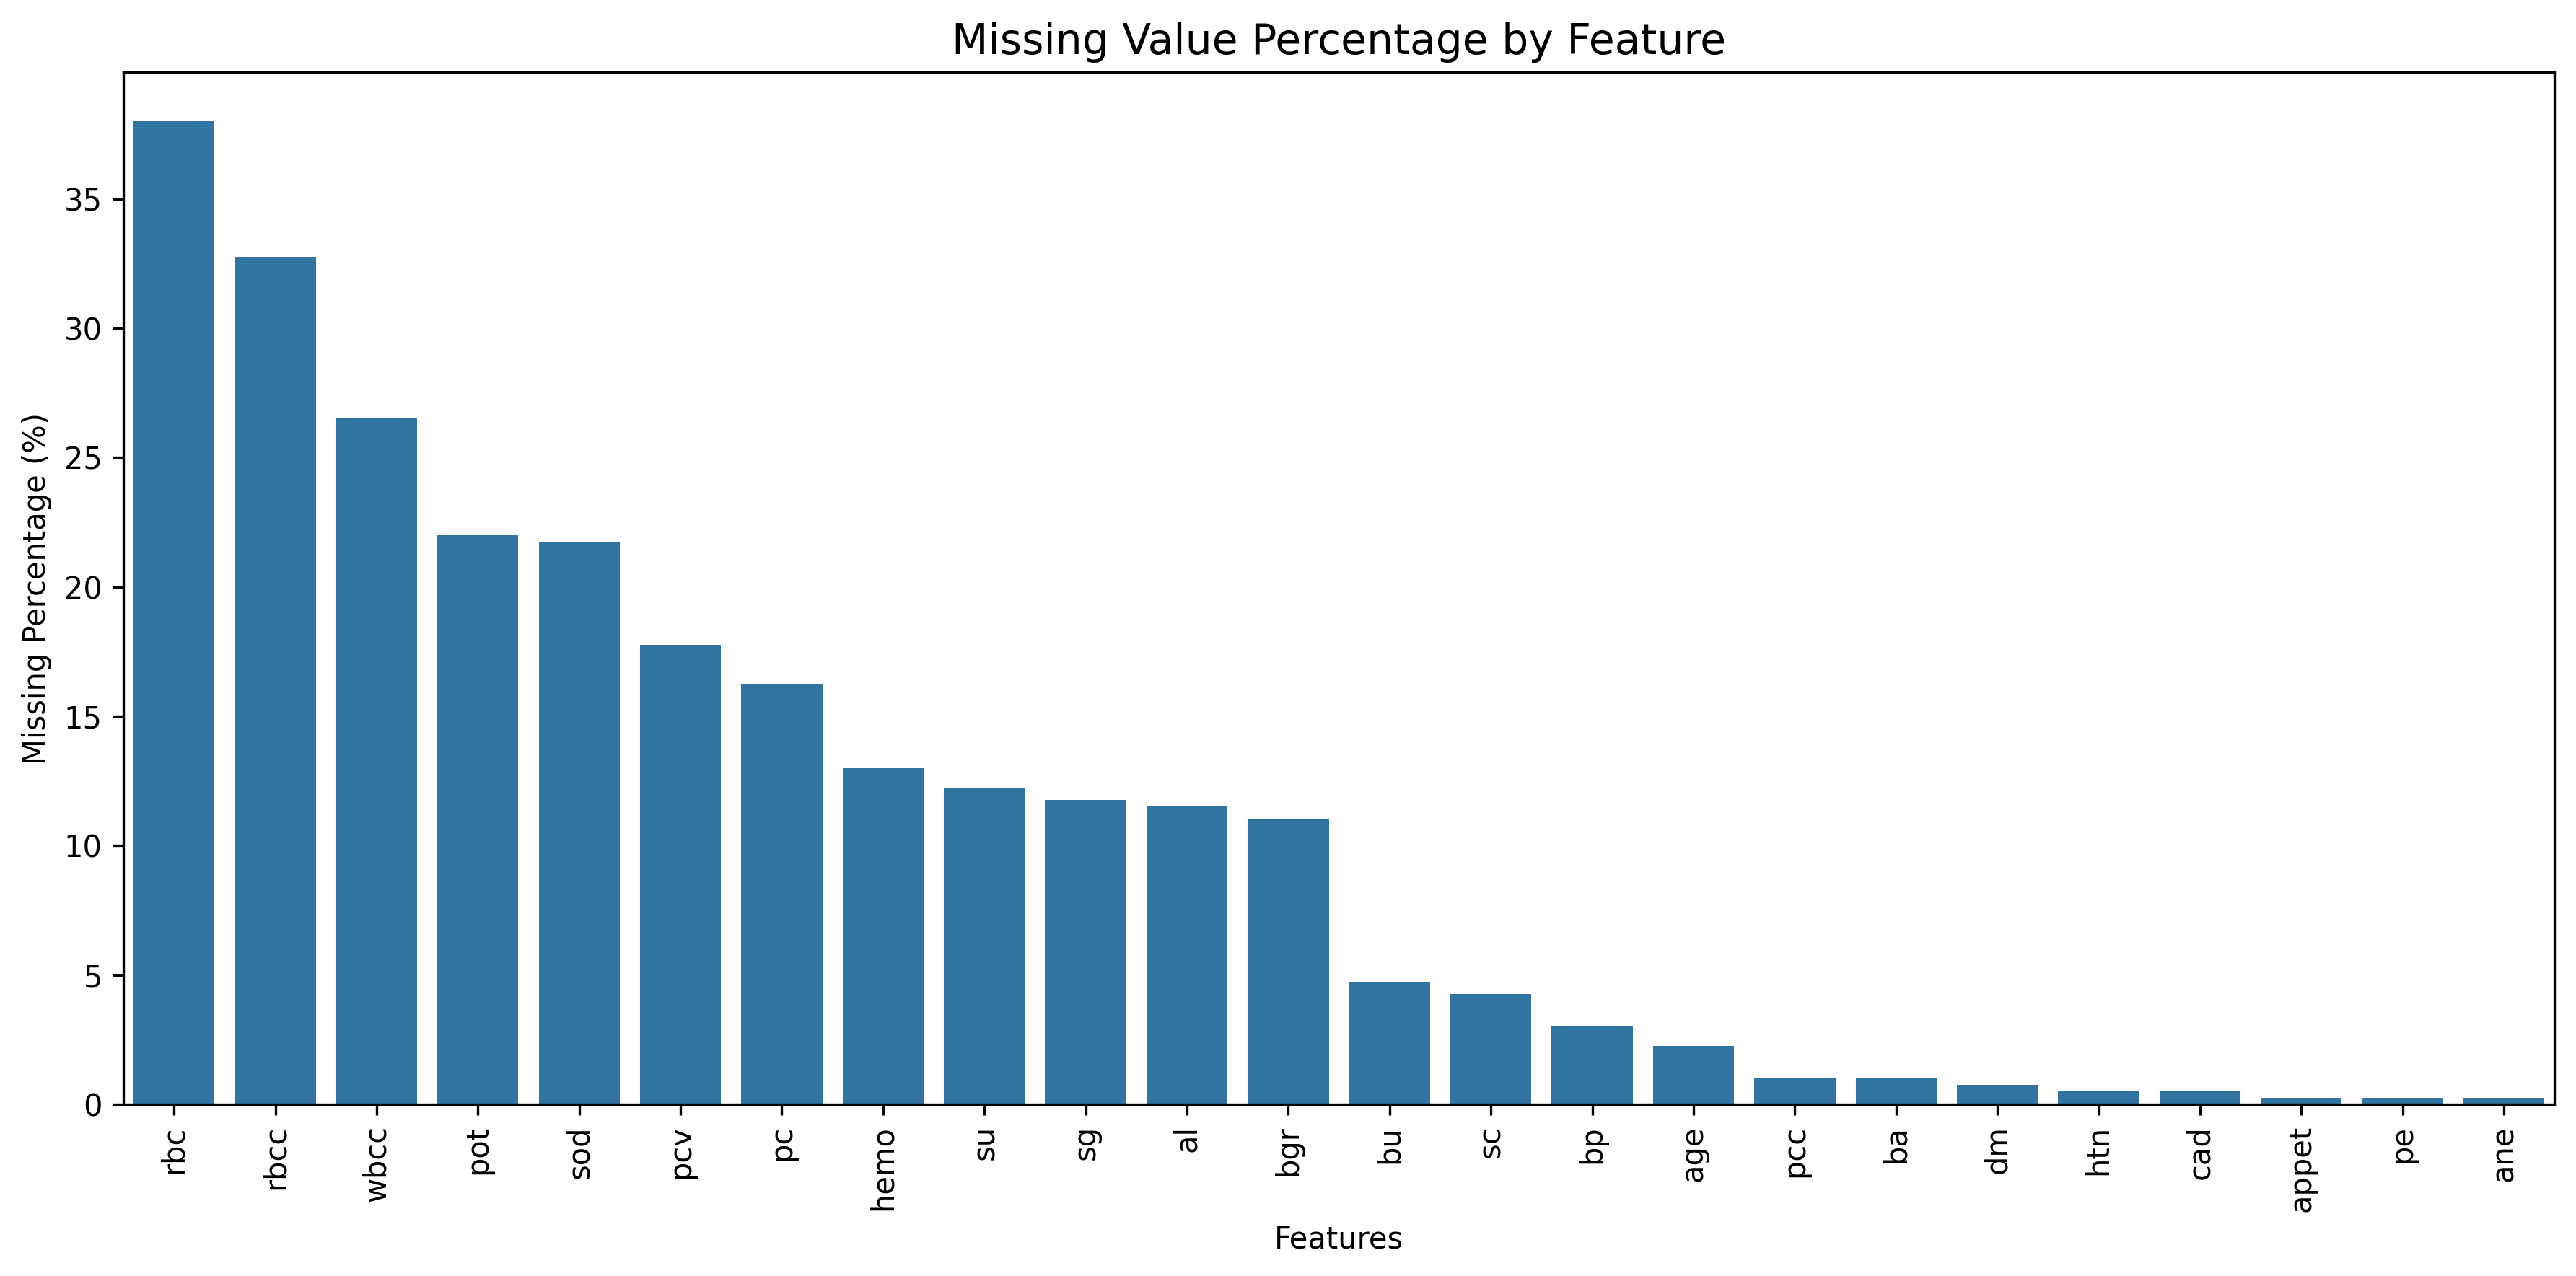 Missing Value Percentage by Feature
Missing Percentage (%)
35
30
25
20
15
10
5
0
rbc
rbcc
wbcc
pot
sod
pcv
pc
hemo
su
sg
al
bgr
bu
sc
bp
age
pcc
ba
dm
htn
cad
appet
pe
ane
Features